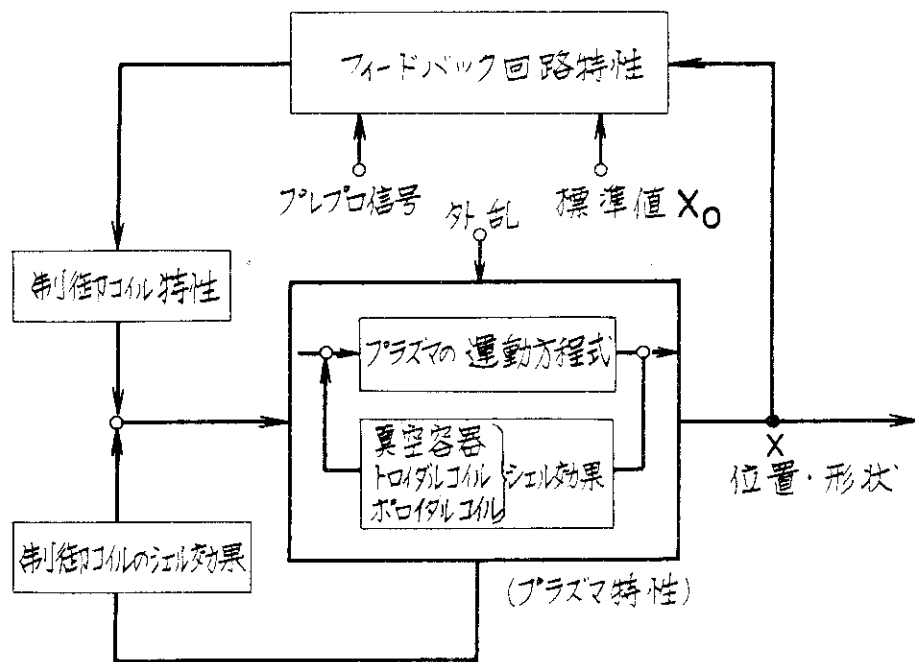 フィードバック回路特性
プレプロ信号
外乱
標準値 X₀
制御コイル特性
プラズマの運動方程式
真空容器
トロイダルコイル
ポロイダルコイル
シェル効果
X
位置・形状
制御コイルのシェル効果
(プラズマ特性)